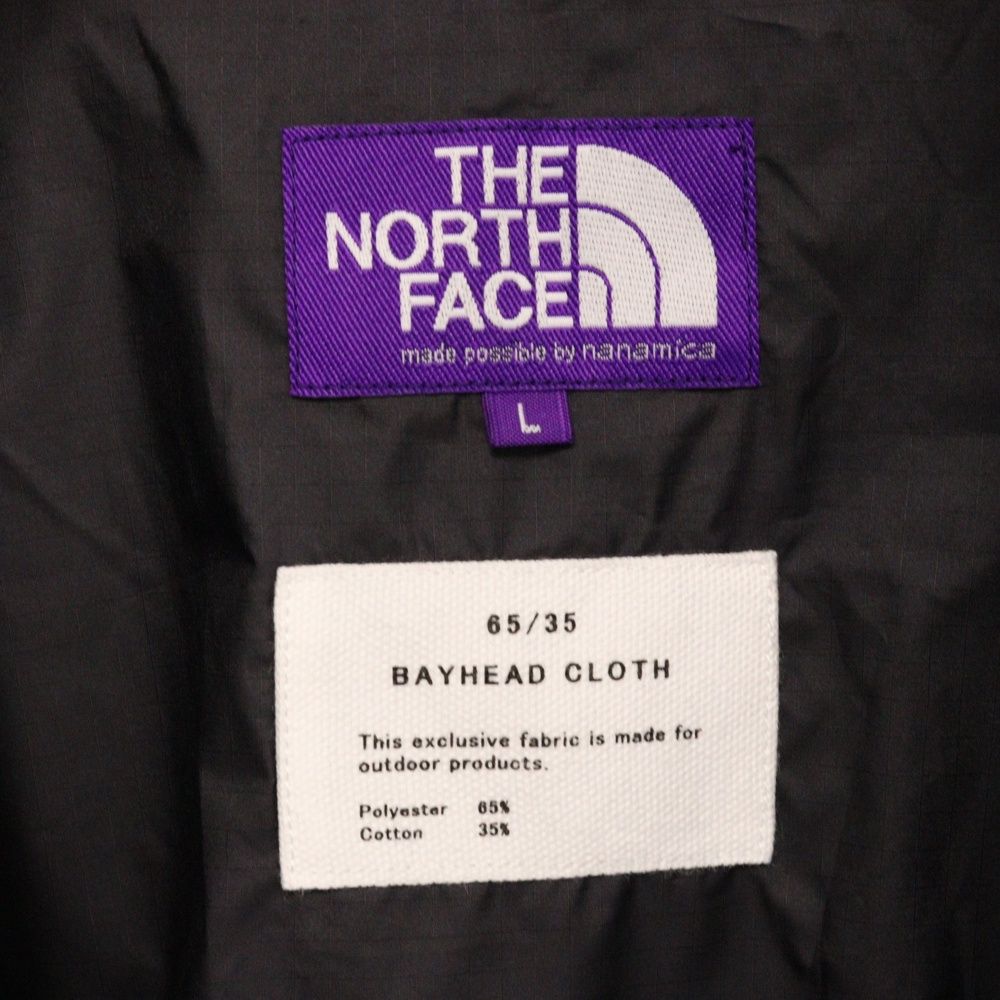 THE
NORTH
FACE
made possible by nanamica
L
65/35
BAYHEAD CLOTH
This exclusive fabric is made for
outdoor products.
Polyester 65%
Cotton 35%